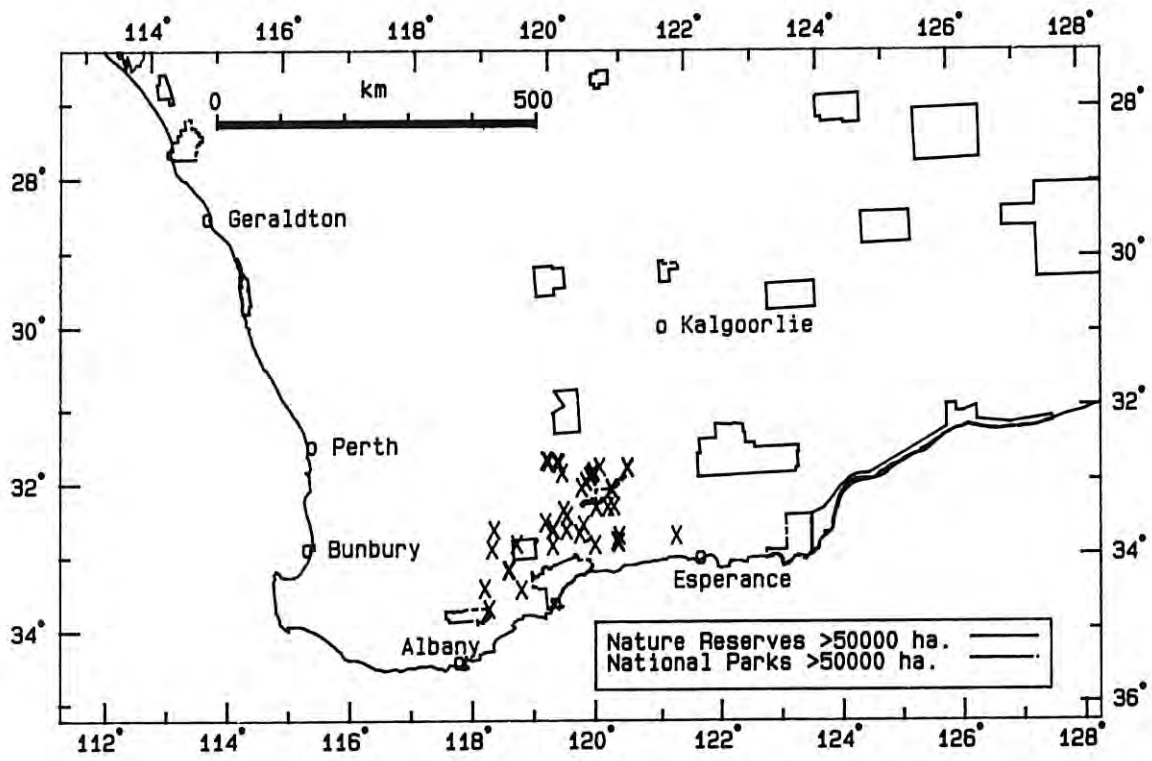 114° 116° 118° 120° 122° 124° 126° 128°
km
0 500
28°
28°
Geraldton
30°
Kalgoorlie
30°
32°
Perth
32°
Bunbury
34°
Esperance
34°
Albany
Nature Reserves >50000 ha.
National Parks >50000 ha.
36°
112° 114° 116° 118° 120° 122° 124° 126° 128°